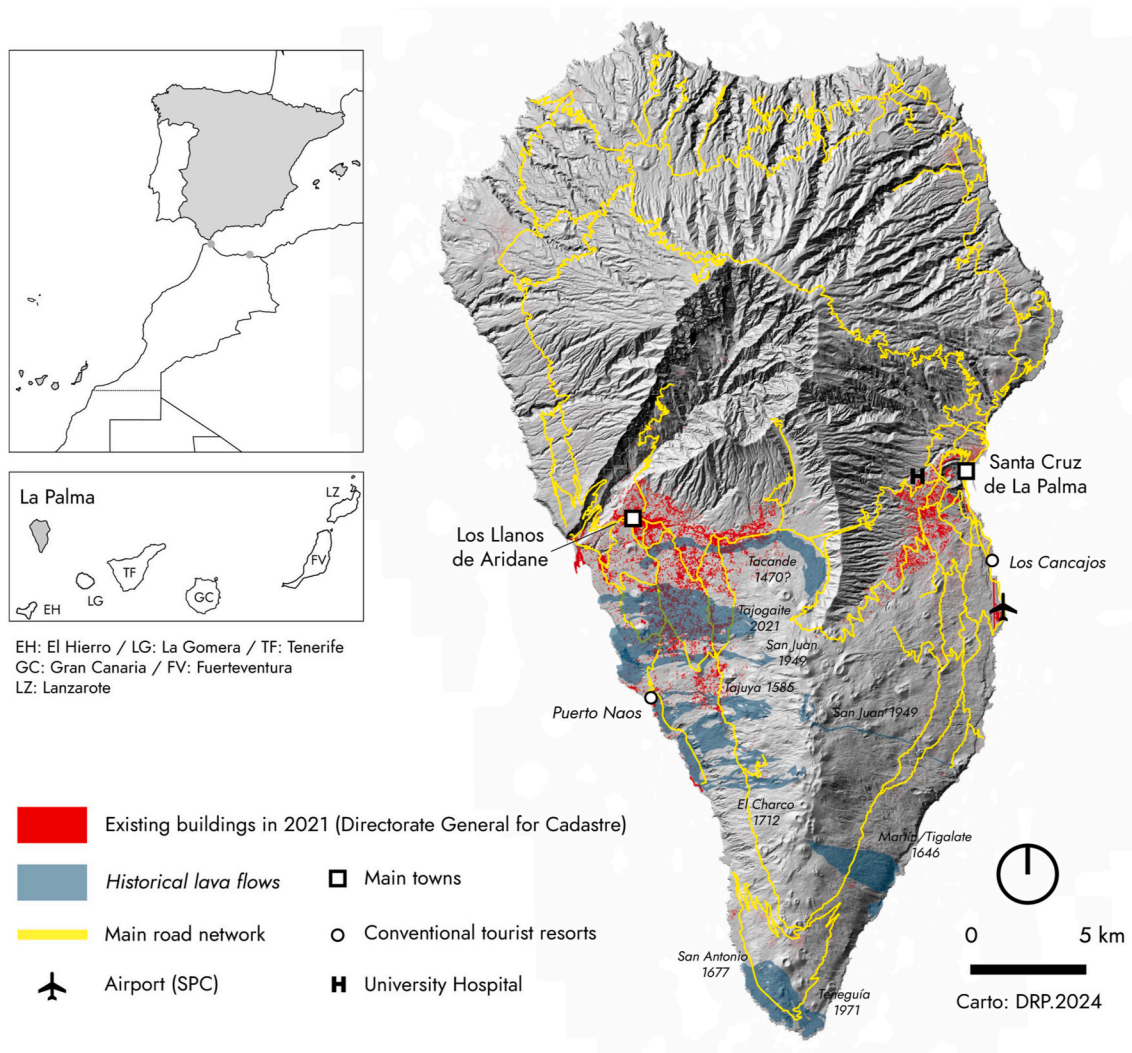 La Palma
LZ
TF
FV
LG
GC
EH
EH: El Hierro / LG: La Gomera / TF: Tenerife
GC: Gran Canaria / FV: Fuerteventura
LZ: Lanzarote
Santa Cruz
de La Palma
H
Los Llanos
de Aridane
Los Cancajos
Tacande
1470?
Tajogaite
2021
San Juan
1949
Tajuya 1585
Puerto Naos
San Juan 1949
El Charco
1712
Martín/Tigalate
1646
San Antonio
1677
Teneguía
1971
Existing buildings in 2021 (Directorate General for Cadastre)
Historical lava flows
Main towns
Main road network
Conventional tourist resorts
Airport (SPC)
H University Hospital
0 5 km
Carto: DRP.2024